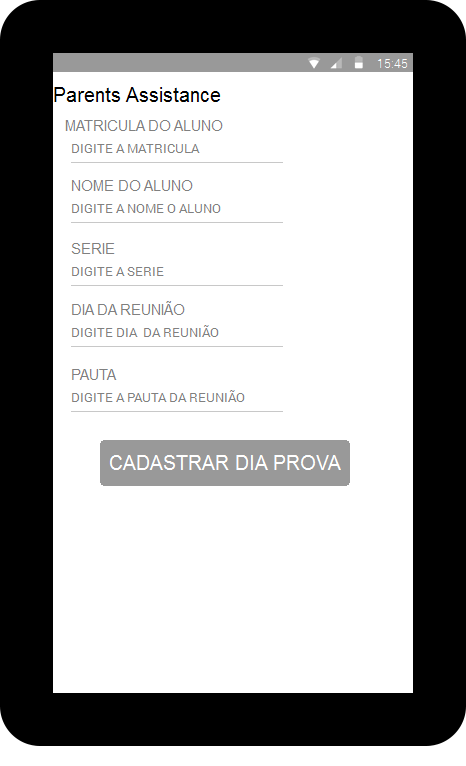 15:45
Parents Assistance
MATRICULA DO ALUNO
DIGITE A MATRICULA
NOME DO ALUNO
DIGITE A NOME O ALUNO
SERIE
DIGITE A SERIE
DIA DA REUNIÃO
DIGITE DIA  DA REUNIÃO
PAUTA
DIGITE A PAUTA DA REUNIÃO
CADASTRAR DIA PROVA